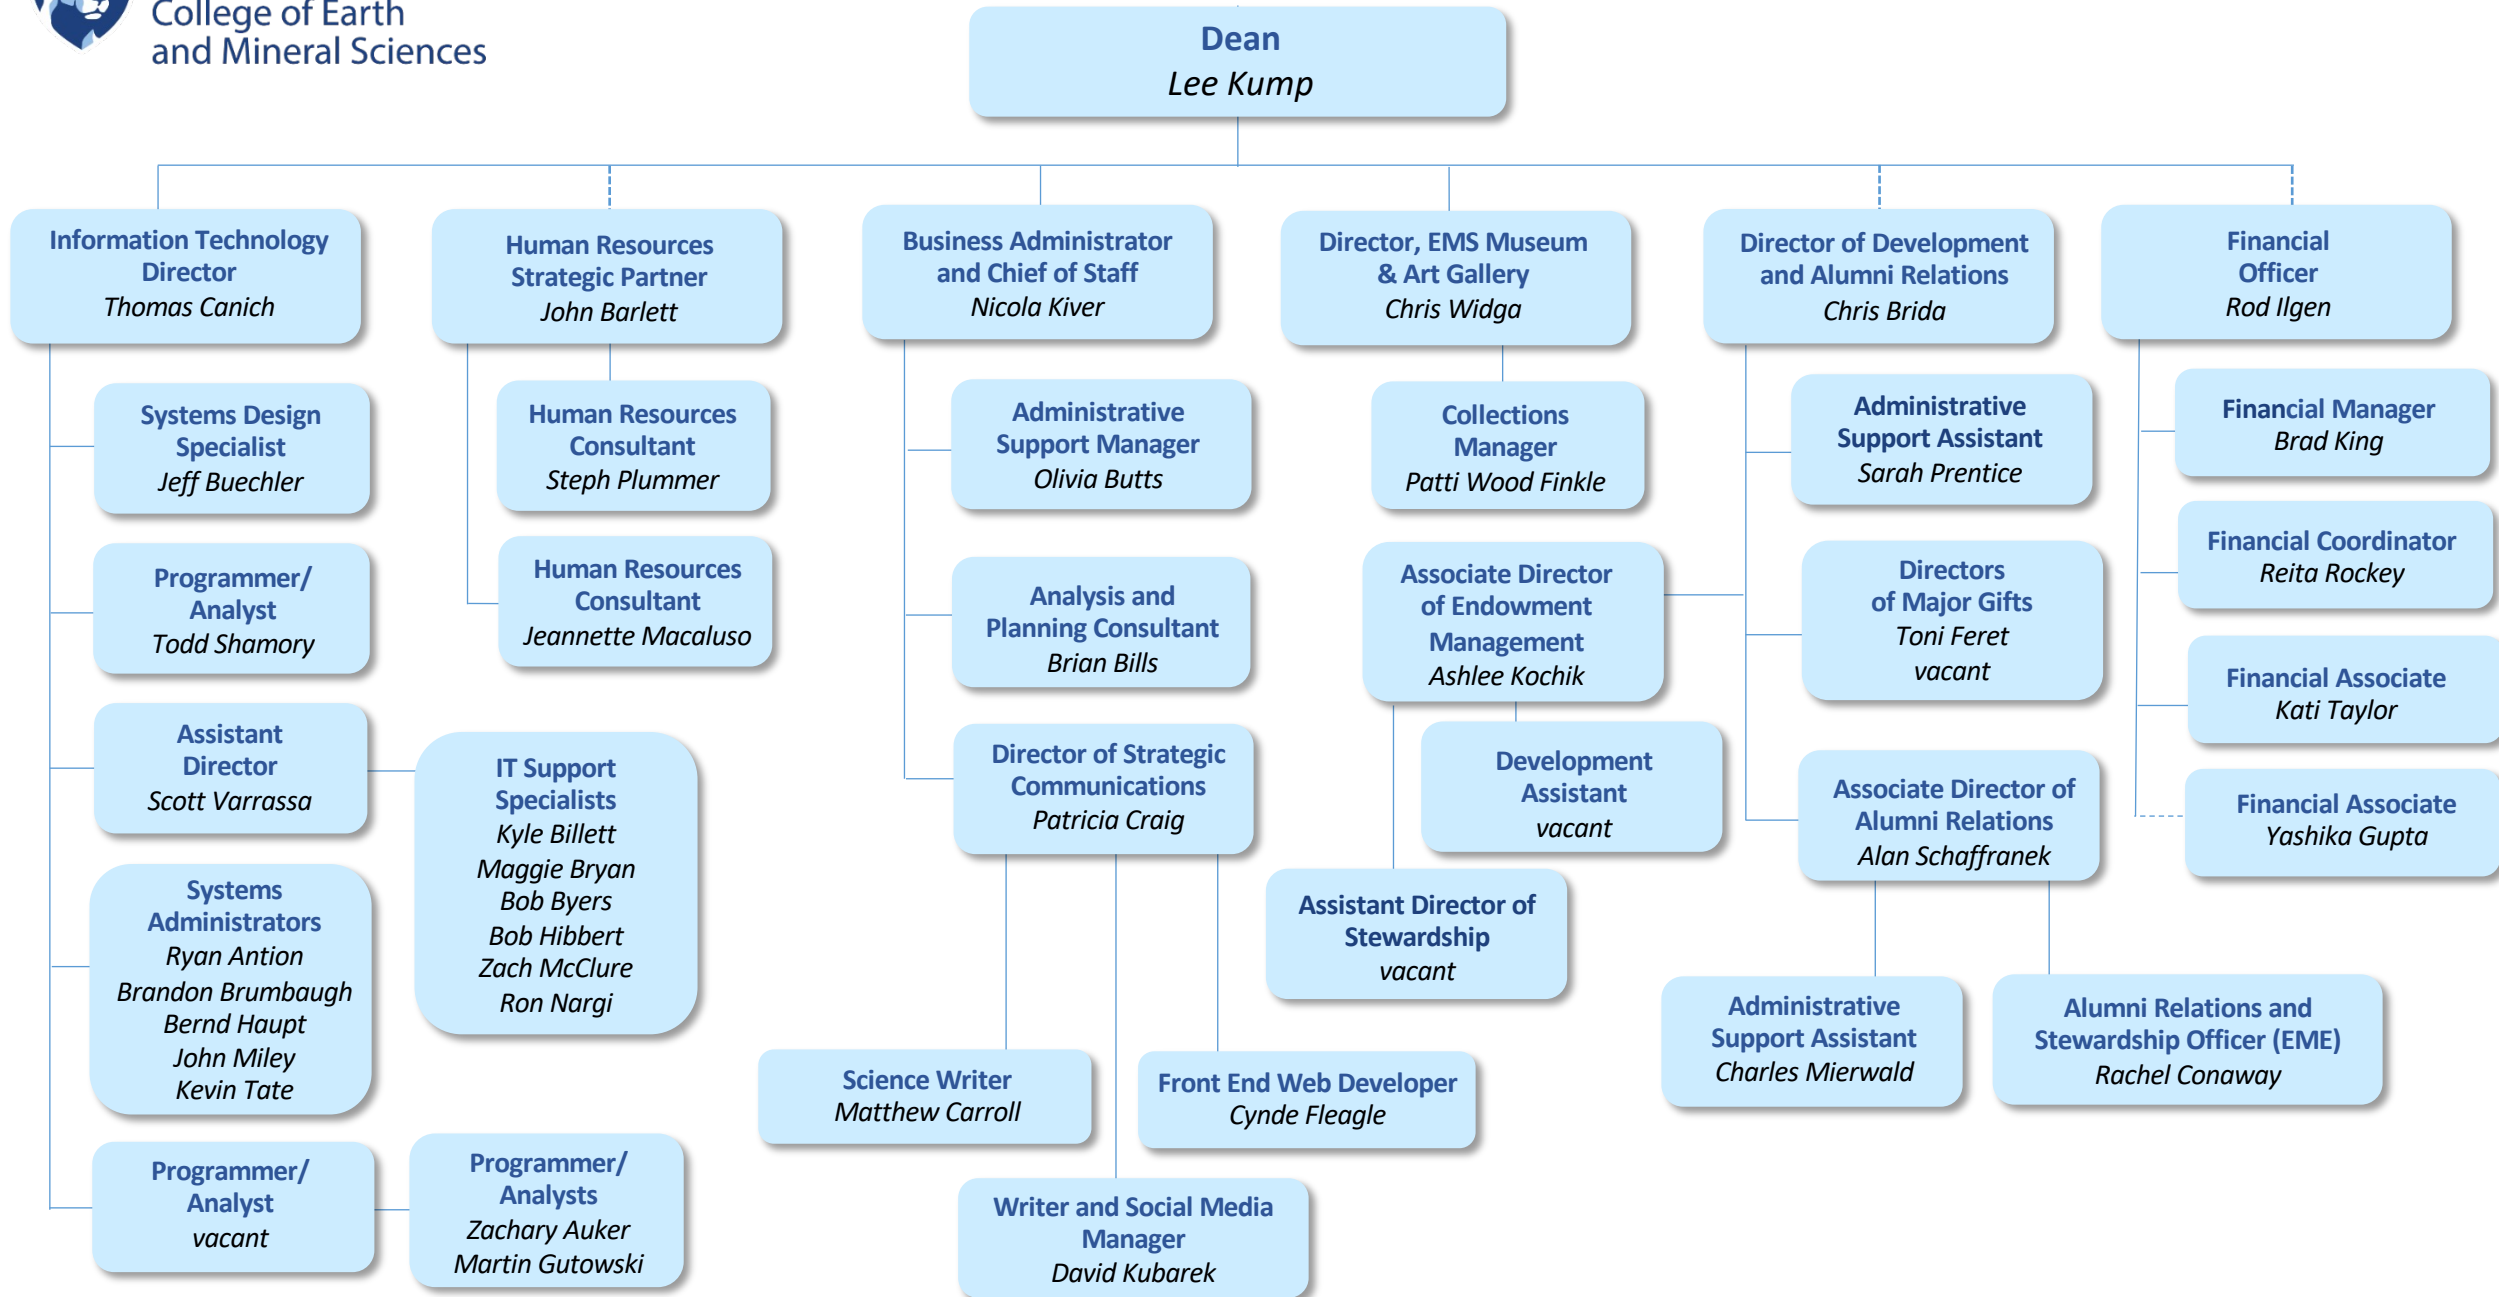 College of Earth
and Mineral Sciences
Dean
Lee Kump
Information Technology
Director
Thomas Canich
Human Resources
Strategic Partner
John Barlett
Business Administrator
and Chief of Staff
Nicola Kiver
Director, EMS Museum
& Art Gallery
Chris Widga
Director of Development
and Alumni Relations
Chris Brida
Financial
Officer
Rod Ilgen
Systems Design
Specialist
Jeff Buechler
Programmer/
Analyst
Todd Shamory
Assistant
Director
Scott Varrassa
IT Support
Specialists
Kyle Billett
Maggie Bryan
Bob Byers
Bob Hibbert
Zach McClure
Ron Nargi
Systems
Administrators
Ryan Antion
Brandon Brumbaugh
Bernd Haupt
John Miley
Kevin Tate
Programmer/
Analyst
vacant
Programmer/
Analysts
Zachary Auker
Martin Gutowski
Human Resources
Consultant
Steph Plummer
Human Resources
Consultant
Jeannette Macaluso
Administrative
Support Manager
Olivia Butts
Analysis and
Planning Consultant
Brian Bills
Director of Strategic
Communications
Patricia Craig
Science Writer
Matthew Carroll
Front End Web Developer
Cynde Fleagle
Writer and Social Media
Manager
David Kubarek
Collections
Manager
Patti Wood Finkle
Associate Director
of Endowment
Management
Ashlee Kochik
Development
Assistant
vacant
Assistant Director of
Stewardship
vacant
Administrative
Support Assistant
Sarah Prentice
Directors
of Major Gifts
Toni Feret
vacant
Associate Director of
Alumni Relations
Alan Schaffranek
Administrative
Support Assistant
Charles Mierwald
Alumni Relations and
Stewardship Officer (EME)
Rachel Conaway
Financial Manager
Brad King
Financial Coordinator
Reita Rockey
Financial Associate
Kati Taylor
Financial Associate
Yashika Gupta